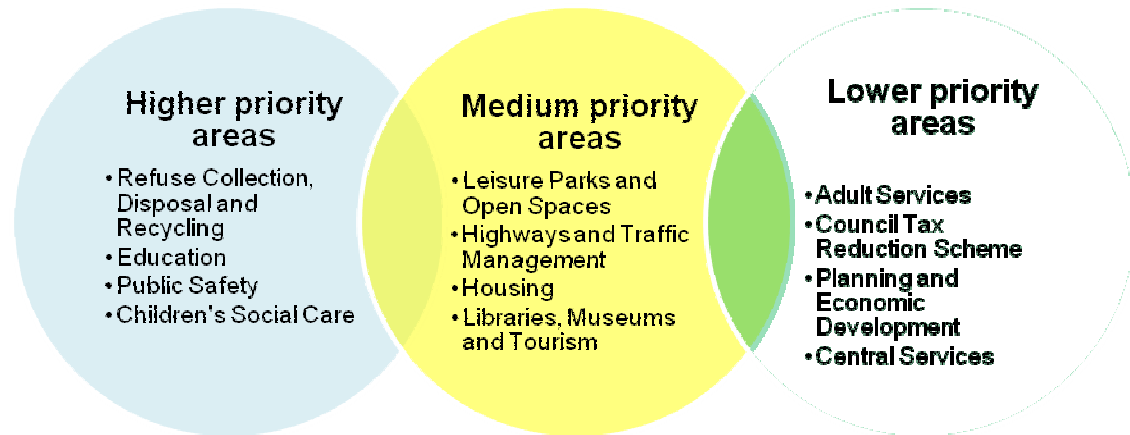 Higher priority
areas
• Refuse Collection,
Disposal and
Recycling
• Education
• Public Safety
• Children's Social Care
Medium priority
areas
• Leisure Parks and
Open Spaces
• Highways and Traffic
Management
• Housing
• Libraries, Museums
and Tourism
Lower priority
areas
• Adult Services
• Council Tax
Reduction Scheme
• Planning and
Economic
Development
• Central Services